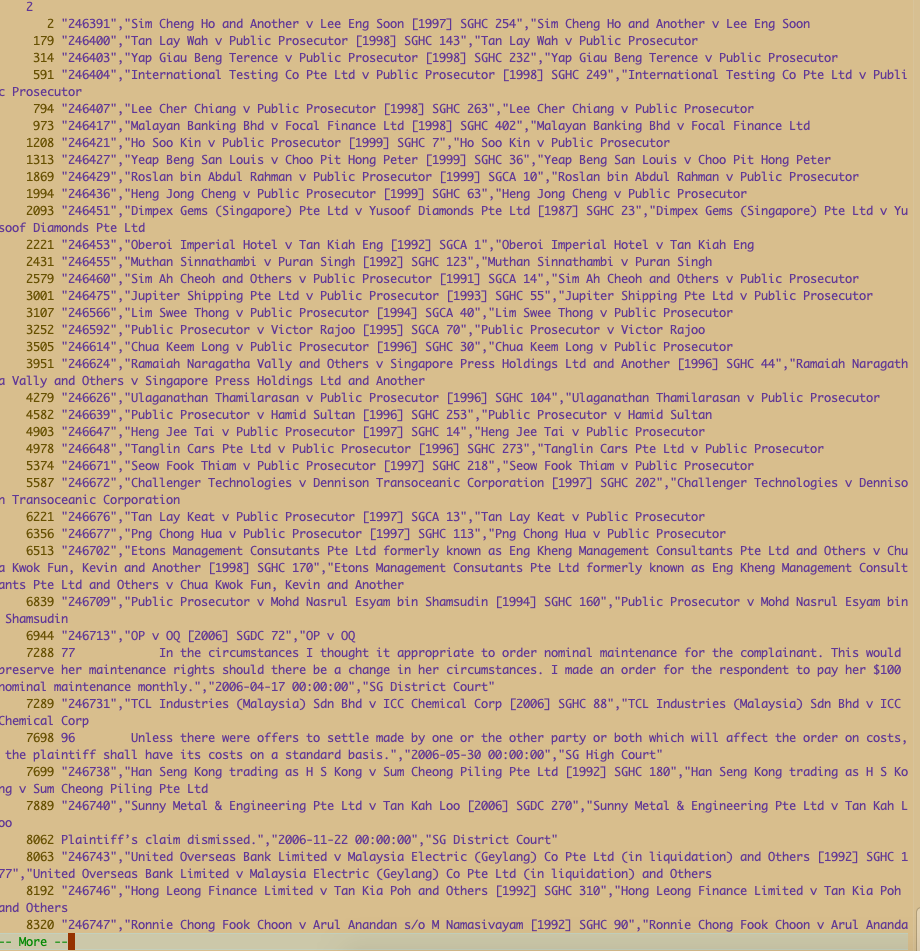 2
2 "246391","Sim Cheng Ho and Another v Lee Eng Soon [1997] SGHC 254","Sim Cheng Ho and Another v Lee Eng Soon
179 "246400","Tan Lay Wah v Public Prosecutor [1998] SGHC 143","Tan Lay Wah v Public Prosecutor
314 "246403","Yap Giau Beng Terence v Public Prosecutor [1998] SGHC 232","Yap Giau Beng Terence v Public Prosecutor
591 "246404","International Testing Co Pte Ltd v Public Prosecutor [1998] SGHC 249","International Testing Co Pte Ltd v Publi
c Prosecutor
794 "246407","Lee Cher Chiang v Public Prosecutor [1998] SGHC 263","Lee Cher Chiang v Public Prosecutor
973 "246417","Malayan Banking Bhd v Focal Finance Ltd [1998] SGHC 402","Malayan Banking Bhd v Focal Finance Ltd
1208 "246421","Ho Soo Kin v Public Prosecutor [1999] SGHC 7","Ho Soo Kin v Public Prosecutor
1313 "246427","Yeap Beng San Louis v Choo Pit Hong Peter [1999] SGHC 36","Yeap Beng San Louis v Choo Pit Hong Peter
1869 "246429","Roslan bin Abdul Rahman v Public Prosecutor [1999] SGCA 10","Roslan bin Abdul Rahman v Public Prosecutor
1994 "246436","Heng Jong Cheng v Public Prosecutor [1999] SGHC 63","Heng Jong Cheng v Public Prosecutor
2093 "246451","Dimpex Gems (Singapore) Pte Ltd v Yusoof Diamonds Pte Ltd [1987] SGHC 23","Dimpex Gems (Singapore) Pte Ltd v Yu
soof Diamonds Pte Ltd
2221 "246453","Oberoi Imperial Hotel v Tan Kiah Eng [1992] SGCA 1","Oberoi Imperial Hotel v Tan Kiah Eng
2431 "246455","Muthan Sinnathambi v Puran Singh [1992] SGHC 123","Muthan Sinnathambi v Puran Singh
2579 "246460","Sim Ah Cheoh and Others v Public Prosecutor [1991] SGCA 14","Sim Ah Cheoh and Others v Public Prosecutor
3001 "246475","Jupiter Shipping Pte Ltd v Public Prosecutor [1993] SGHC 55","Jupiter Shipping Pte Ltd v Public Prosecutor
3107 "246566","Lim Swee Thong v Public Prosecutor [1994] SGCA 40","Lim Swee Thong v Public Prosecutor
3252 "246592","Public Prosecutor v Victor Rajoo [1995] SGCA 70","Public Prosecutor v Victor Rajoo
3505 "246614","Chua Keem Long v Public Prosecutor [1996] SGHC 30","Chua Keem Long v Public Prosecutor
3951 "246624","Ramaiah Naragatha Vally and Others v Singapore Press Holdings Ltd and Another [1996] SGHC 44","Ramaiah Naragath
a Vally and Others v Singapore Press Holdings Ltd and Another
4279 "246626","Ulaganathan Thamilarasan v Public Prosecutor [1996] SGHC 104","Ulaganathan Thamilarasan v Public Prosecutor
4582 "246639","Public Prosecutor v Hamid Sultan [1996] SGHC 253","Public Prosecutor v Hamid Sultan
4903 "246647","Heng Jee Tai v Public Prosecutor [1997] SGHC 14","Heng Jee Tai v Public Prosecutor
4978 "246648","Tanglin Cars Pte Ltd v Public Prosecutor [1996] SGHC 273","Tanglin Cars Pte Ltd v Public Prosecutor
5374 "246671","Seow Fook Thiam v Public Prosecutor [1997] SGHC 218","Seow Fook Thiam v Public Prosecutor
5587 "246672","Challenger Technologies v Dennison Transoceanic Corporation [1997] SGHC 202","Challenger Technologies v Denniso
n Transoceanic Corporation
6221 "246676","Tan Lay Keat v Public Prosecutor [1997] SGCA 13","Tan Lay Keat v Public Prosecutor
6356 "246677","Png Chong Hua v Public Prosecutor [1997] SGHC 113","Png Chong Hua v Public Prosecutor
6513 "246702","Etons Management Consutants Pte Ltd formerly known as Eng Kheng Management Consultants Pte Ltd and Others v Chu
a Kwok Fun, Kevin and Another [1998] SGHC 170","Etons Management Consutants Pte Ltd formerly known as Eng Kheng Management Consult
ants Pte Ltd and Others v Chua Kwok Fun, Kevin and Another
6839 "246709","Public Prosecutor v Mohd Nasrul Esyam bin Shamsudin [1994] SGHC 160","Public Prosecutor v Mohd Nasrul Esyam bin
Shamsudin
6944 "246713","OP v OQ [2006] SGDC 72","OP v OQ
7288 77 In the circumstances I thought it appropriate to order nominal maintenance for the complainant. This would
preserve her maintenance rights should there be a change in her circumstances. I made an order for the respondent to pay her $100
nominal maintenance monthly.","2006-04-17 00:00:00","SG District Court"
7289 "246731","TCL Industries (Malaysia) Sdn Bhd v ICC Chemical Corp [2006] SGHC 88","TCL Industries (Malaysia) Sdn Bhd v ICC
Chemical Corp
7698 96 Unless there were offers to settle made by one or the other party or both which will affect the order on costs,
the plaintiff shall have its costs on a standard basis.","2006-05-30 00:00:00","SG High Court"
7699 "246738","Han Seng Kong trading as H S Kong v Sum Cheong Piling Pte Ltd [1992] SGHC 180","Han Seng Kong trading as H S Ko
ng v Sum Cheong Piling Pte Ltd
7889 "246740","Sunny Metal & Engineering Pte Ltd v Tan Kah Loo [2006] SGDC 270","Sunny Metal & Engineering Pte Ltd v Tan Kah L
oo
8062 Plaintiff's claim dismissed.","2006-11-22 00:00:00","SG District Court"
8063 "246743","United Overseas Bank Limited v Malaysia Electric (Geylang) Co Pte Ltd (in liquidation) and Others [1992] SGHC 1
77","United Overseas Bank Limited v Malaysia Electric (Geylang) Co Pte Ltd (in liquidation) and Others
8192 "246746","Hong Leong Finance Limited v Tan Kia Poh and Others [1992] SGHC 310","Hong Leong Finance Limited v Tan Kia Poh
and Others
8320 "246747","Ronnie Chong Fook Choon v Arul Anandan s/o M Namasivayam [1992] SGHC 90","Ronnie Chong Fook Choon v Arul Ananda
-- More --